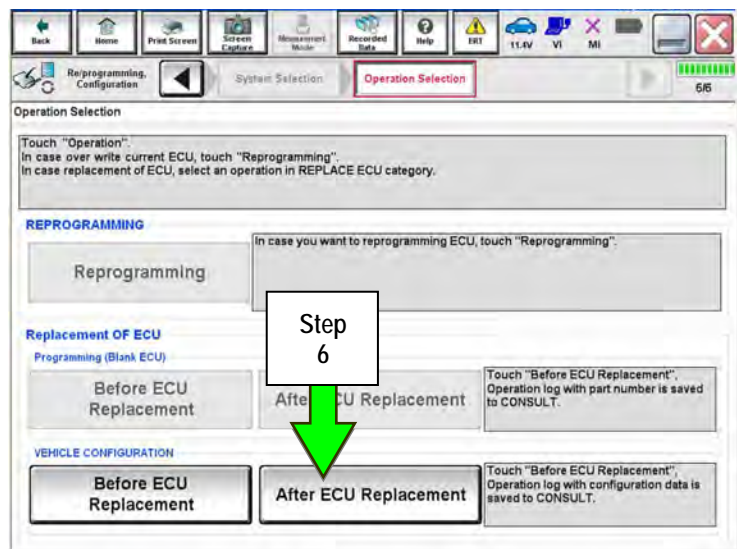 Back
Home
Print Screen
Screen Capture
Measurement Mode
Recorded Data
Help
ERT
11.4V
VI
MI
Re/programming, Configuration
System Selection
Operation Selection
6/6
Operation Selection
Touch "Operation".
In case over write current ECU, touch "Reprogramming".
In case replacement of ECU, select an operation in REPLACE ECU category.
REPROGRAMMING
Reprogramming
In case you want to reprogramming ECU, touch "Reprogramming".
Step
6
Replacement OF ECU
Programming (Blank ECU)
Before ECU
Replacement
After ECU Replacement
Touch "Before ECU Replacement",
Operation log with part number is saved
to CONSULT.
VEHICLE CONFIGURATION
Before ECU
Replacement
After ECU Replacement
Touch "Before ECU Replacement",
Operation log with configuration data is
saved to CONSULT.